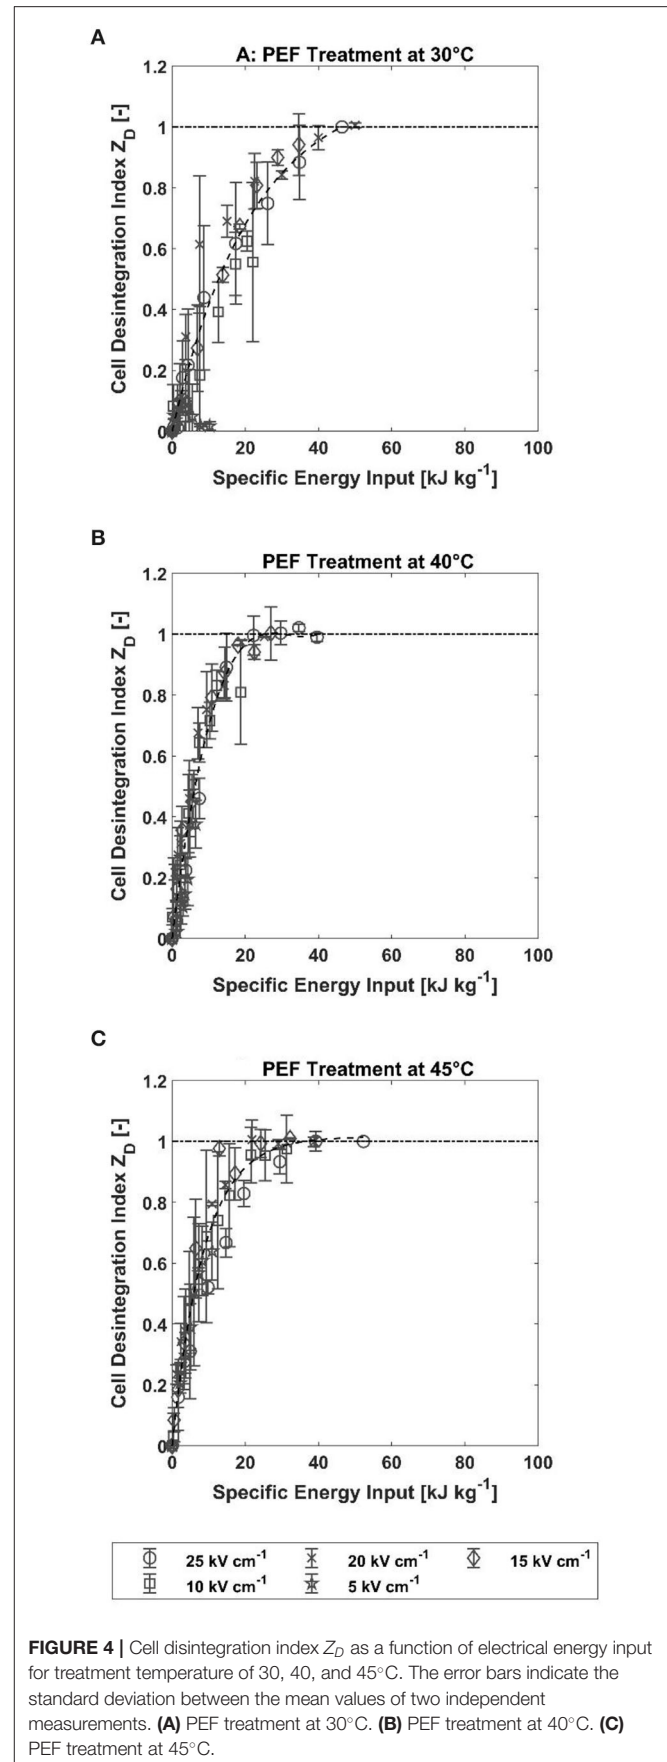 A
A: PEF Treatment at 30°C
1.2
1
0.8
0.6
0.4
0.2
0
Cell Desintegration Index Z_D [-]
0 20 40 60 80 100
Specific Energy Input [kJ kg⁻¹]
B
PEF Treatment at 40°C
1.2
1
0.8
0.6
0.4
0.2
0
Cell Desintegration Index Z_D [-]
0 20 40 60 80 100
Specific Energy Input [kJ kg⁻¹]
C
PEF Treatment at 45°C
1.2
1
0.8
0.6
0.4
0.2
0
Cell Desintegration Index Z_D [-]
0 20 40 60 80 100
Specific Energy Input [kJ kg⁻¹]
25 kV cm⁻¹ 20 kV cm⁻¹ 15 kV cm⁻¹
10 kV cm⁻¹ 5 kV cm⁻¹
FIGURE 4 | Cell disintegration index Z_D as a function of electrical energy input
for treatment temperature of 30, 40, and 45°C. The error bars indicate the
standard deviation between the mean values of two independent
measurements. (A) PEF treatment at 30°C. (B) PEF treatment at 40°C. (C)
PEF treatment at 45°C.